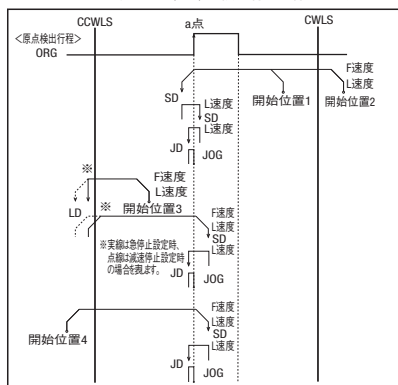 CCWLS a点 CWLS
<原点検出行程>
ORG
F速度
L速度
SD 開始位置1 開始位置2
L速度
SD
L速度
JD JOG
※
F速度
L速度
LD ※ 開始位置3
F速度
L速度
SD
※実線は急停止設定時、
点線は減速停止設定時
の場合を表します。
L速度
JD JOG
F速度
L速度
SD
開始位置4
L速度
JD JOG